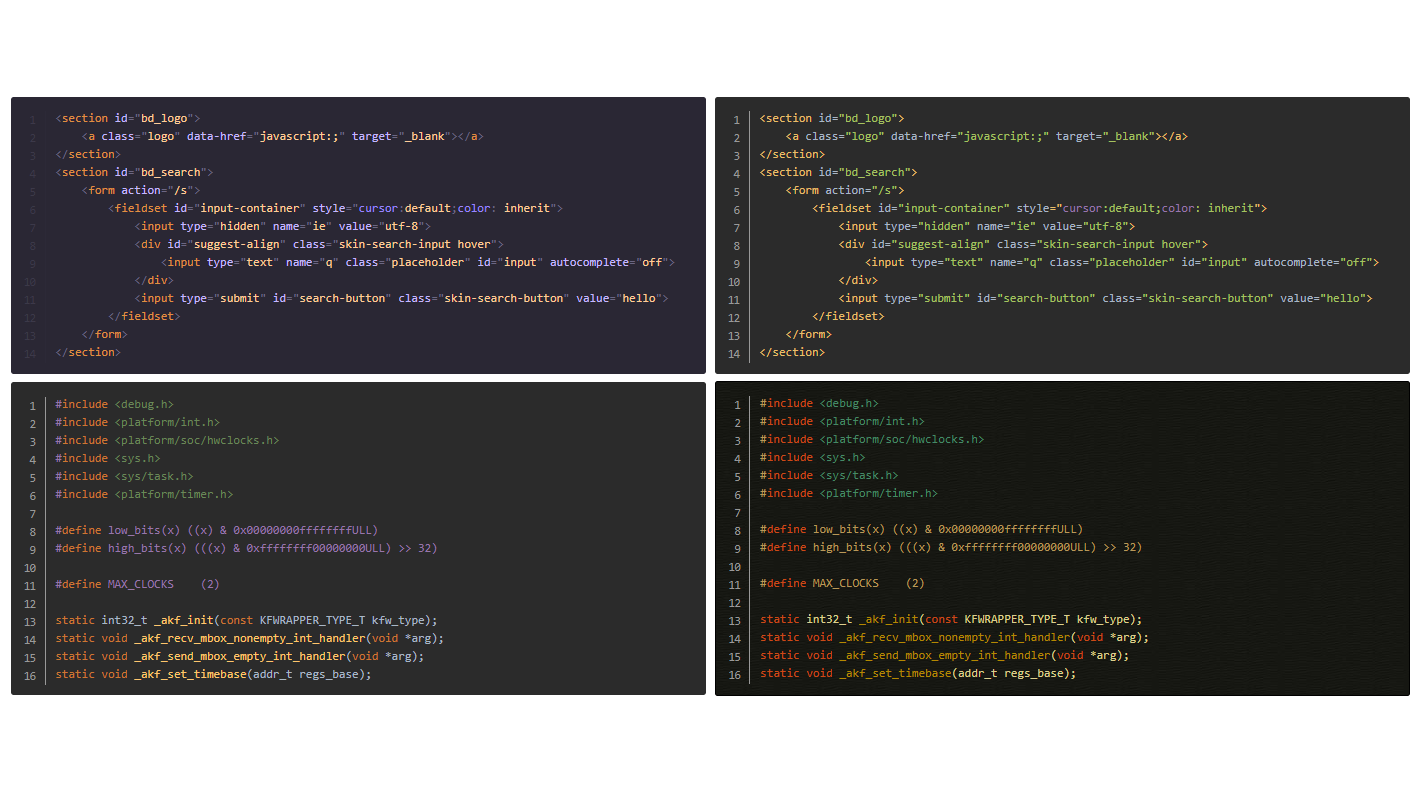 1 <section id="bd_logo">
2     <a class="logo" data-href="javascript:;" target="_blank"></a>
3 </section>
4 <section id="bd_search">
5     <form action="/s">
6         <fieldset id="input-container" style="cursor:default;color: inherit">
7             <input type="hidden" name="ie" value="utf-8">
8             <div id="suggest-align" class="skin-search-input hover">
9                 <input type="text" name="q" class="placeholder" id="input" autocomplete="off">
10             </div>
11             <input type="submit" id="search-button" class="skin-search-button" value="hello">
12         </fieldset>
13     </form>
14 </section>
1 <section id="bd_logo">
2     <a class="logo" data-href="javascript:;" target="_blank"></a>
3 </section>
4 <section id="bd_search">
5     <form action="/s">
6         <fieldset id="input-container" style="cursor:default;color: inherit">
7             <input type="hidden" name="ie" value="utf-8">
8             <div id="suggest-align" class="skin-search-input hover">
9                 <input type="text" name="q" class="placeholder" id="input" autocomplete="off">
10             </div>
11             <input type="submit" id="search-button" class="skin-search-button" value="hello">
12         </fieldset>
13     </form>
14 </section>
1 #include <debug.h>
2 #include <platform/int.h>
3 #include <platform/soc/hwclocks.h>
4 #include <sys.h>
5 #include <sys/task.h>
6 #include <platform/timer.h>
7
8 #define low_bits(x) ((x) & 0x00000000ffffffffULL)
9 #define high_bits(x) (((x) & 0xffffffff00000000ULL) >> 32)
10
11 #define MAX_CLOCKS    (2)
12
13 static int32_t _akf_init(const KFWRAPPER_TYPE_T kfw_type);
14 static void _akf_recv_mbox_nonempty_int_handler(void *arg);
15 static void _akf_send_mbox_empty_int_handler(void *arg);
16 static void _akf_set_timebase(addr_t regs_base);
1 #include <debug.h>
2 #include <platform/int.h>
3 #include <platform/soc/hwclocks.h>
4 #include <sys.h>
5 #include <sys/task.h>
6 #include <platform/timer.h>
7
8 #define low_bits(x) ((x) & 0x00000000ffffffffULL)
9 #define high_bits(x) (((x) & 0xffffffff00000000ULL) >> 32)
10
11 #define MAX_CLOCKS    (2)
12
13 static int32_t _akf_init(const KFWRAPPER_TYPE_T kfw_type);
14 static void _akf_recv_mbox_nonempty_int_handler(void *arg);
15 static void _akf_send_mbox_empty_int_handler(void *arg);
16 static void _akf_set_timebase(addr_t regs_base);